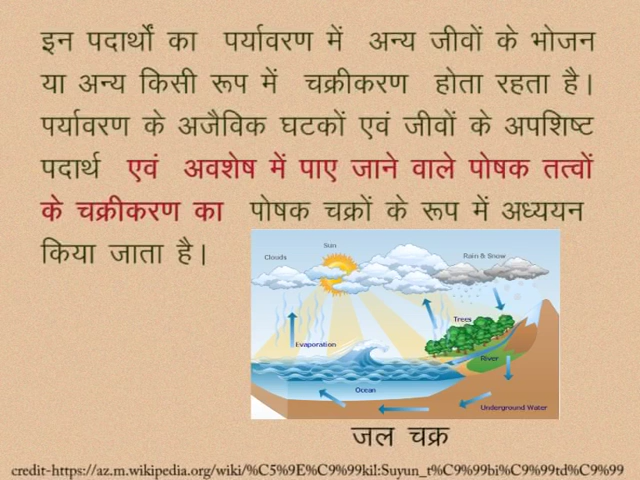 इन पदार्थों का पर्यावरण में अन्य जीवों के भोजन
या अन्य किसी रूप में चक्रीकरण होता रहता है।
पर्यावरण के अजैविक घटकों एवं जीवों के अपशिष्ट
पदार्थ एवं अवशेष में पाए जाने वाले पोषक तत्वों
के चक्रीकरण का पोषक चक्रों के रूप में अध्ययन
किया जाता है।
Sun
Clouds
Rain & Snow
Trees
Evaporation
River
Ocean
Underground Water
जल चक्र
credit-https://az.m.wikipedia.org/wiki/%C5%9E%C9%99kil:Suyun_t%C9%99bi%C9%99td%C9%99